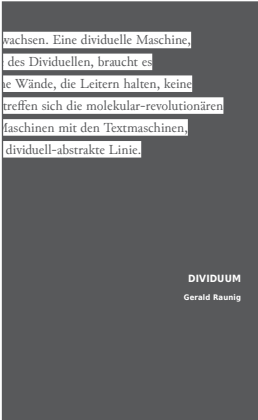 wachsen. Eine dividuelle Maschine,
des Dividuellen, braucht es
Wände, die Leitern halten, keine
treffen sich die molekular-revolutionären
Maschinen mit den Textmaschinen,
dividuell-abstrakte Linie.
DIVIDUUM
Gerald Raunig